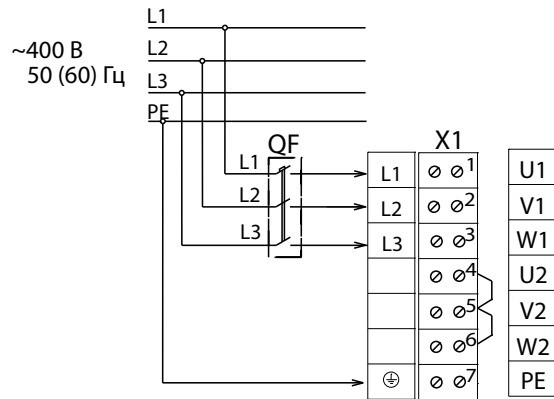 L1
~400 В
L2
50 (60) Гц
L3
PE
QF
X1
L1
L1
1
U1
L2
L2
2
V1
L3
L3
3
W1
4
U2
5
V2
6
W2
7
PE